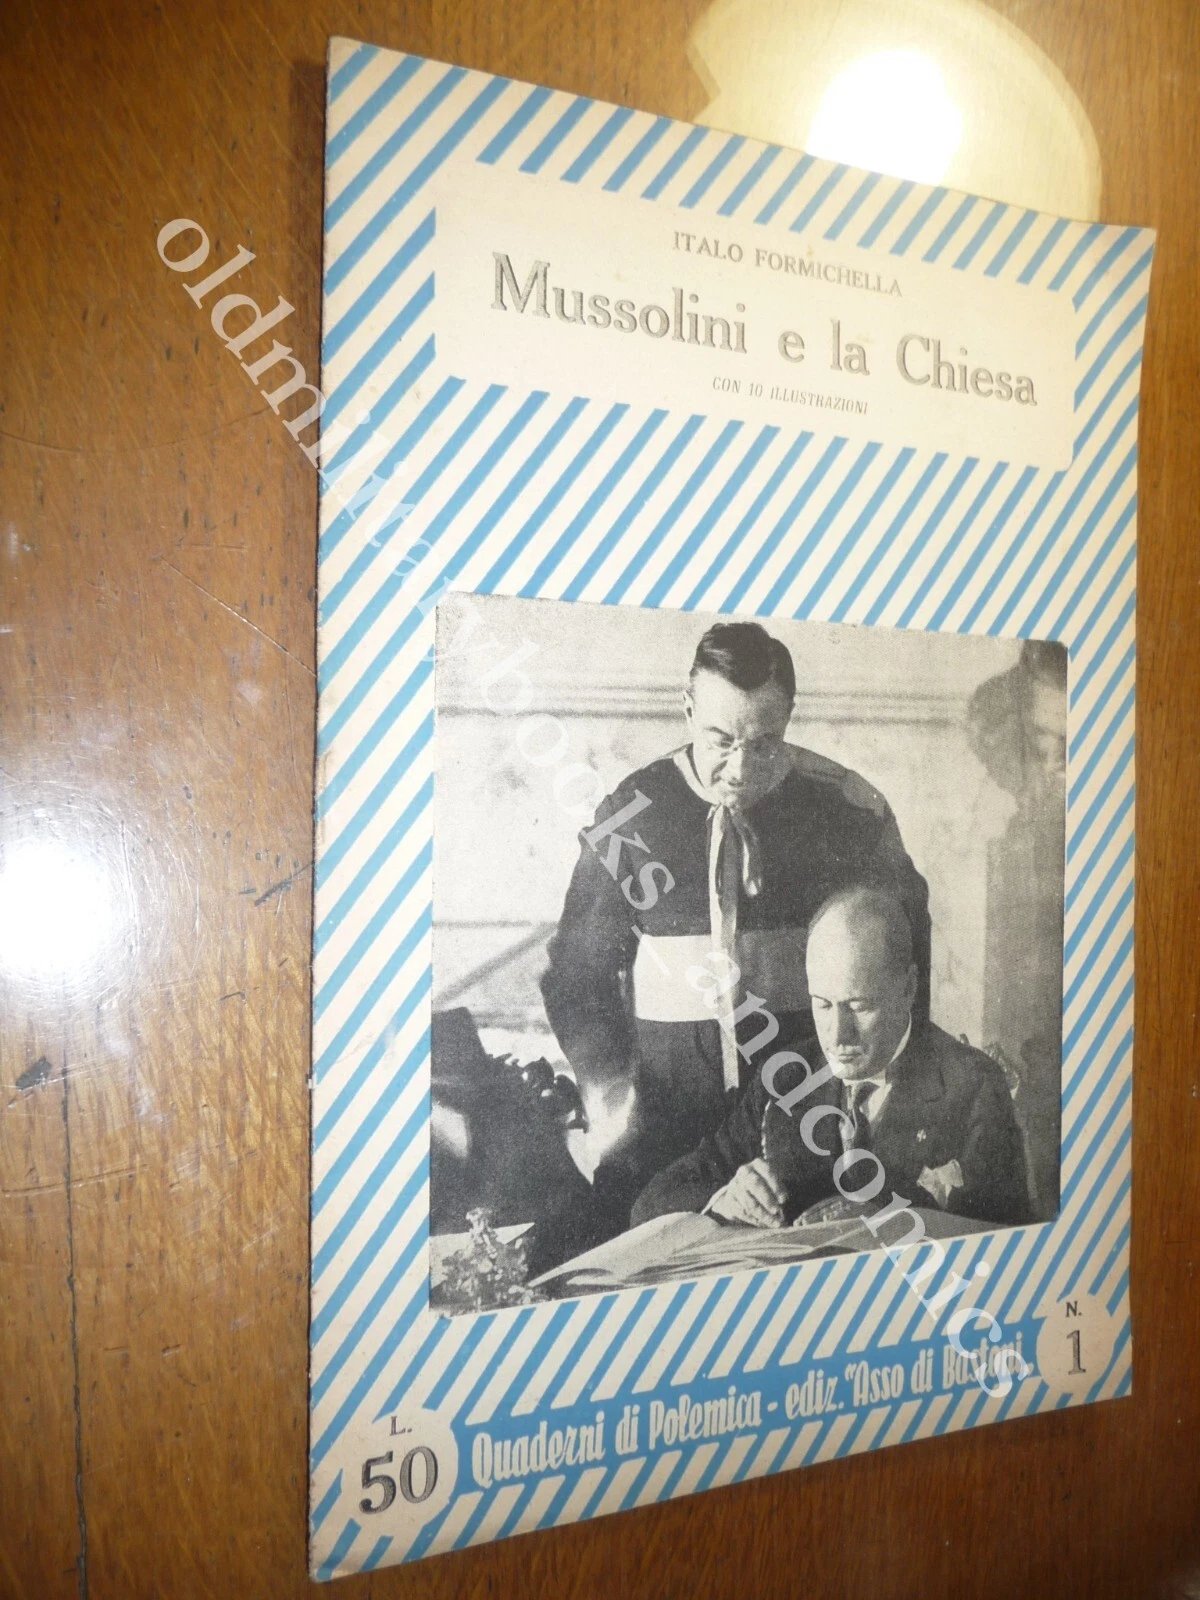 ITALO FORMICHELLA
Mussolini e la Chiesa
CON 10 ILLUSTRAZIONI
oldmilitarybooks_andcomics
N.
1
Quaderni di Polemica - ediz. "Asso di Bastoni
L.
50